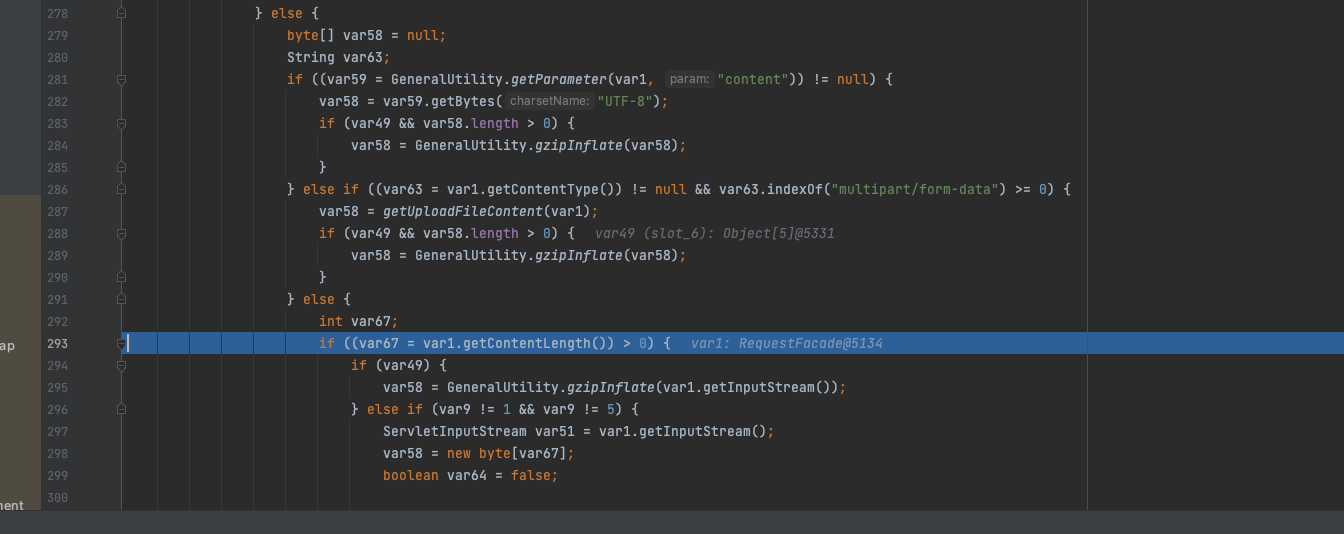 278 } else {
279 byte[] var58 = null;
280 String var63;
281 if ((var59 = GeneralUtility.getParameter(var1, param: "content")) != null) {
282 var58 = var59.getBytes( charsetName: "UTF-8");
283 if (var49 && var58.length > 0) {
284 var58 = GeneralUtility.gzipInflate(var58);
285 }
286 } else if ((var63 = var1.getContentType()) != null && var63.indexOf("multipart/form-data") >= 0) {
287 var58 = getUploadFileContent(var1);
288 if (var49 && var58.length > 0) { var49 (slot_6): Object[5]@5331
289 var58 = GeneralUtility.gzipInflate(var58);
290 }
291 } else {
292 int var67;
ap 293 if ((var67 = var1.getContentLength()) > 0) { var1: RequestFacade@5134
294 if (var49) {
295 var58 = GeneralUtility.gzipInflate(var1.getInputStream());
296 } else if (var9 != 1 && var9 != 5) {
297 ServletInputStream var51 = var1.getInputStream();
298 var58 = new byte[var67];
299 boolean var64 = false;
nent 300